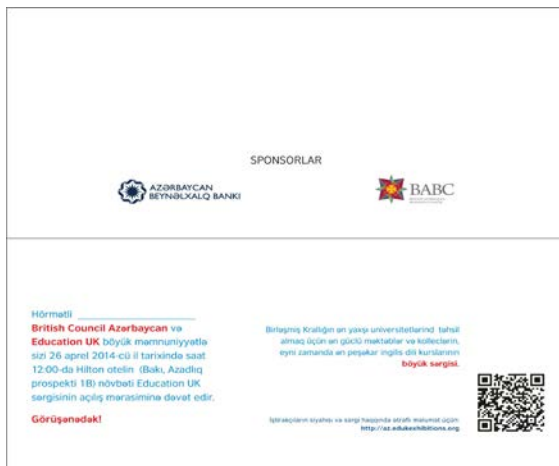 SPONSORLAR
AZƏRBAYCAN
BEYNƏLXALQ BANKI
BABC
Hörmətli ____________________
British Council Azərbaycan və
Education UK böyük məmnuniyyətlə
sizi 26 aprel 2014-cü il tarixində saat
12:00-da Hilton otelin (Bakı, Azadlıq
prospekti 1B) növbəti Education UK
sərgisinin açılış mərasiminə dəvət edir.
Görüşənədək!
Birləşmiş Krallığın ən yaxşı universitetlərind təhsil
almaq üçün ən güclü məktəblər və kolleclərin,
eyni zamanda ən peşəkar ingilis dili kurslarının
böyük sərgisi.
İştirakçıların siyahısı və sərgi haqqında ətraflı məlumat üçün:
http://az.edukexhibitions.org